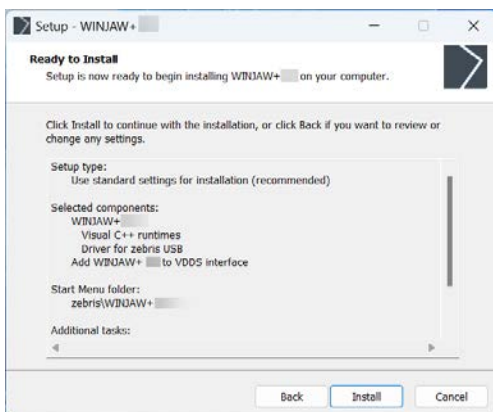 Setup - WINJAW+
Ready to Install
Setup is now ready to begin installing WINJAW+ on your computer.
Click Install to continue with the installation, or click Back if you want to review or
change any settings.
Setup type:
Use standard settings for installation (recommended)
Selected components:
WINJAW+
Visual C++ runtimes
Driver for zebris USB
Add WINJAW+ to VDDS interface
Start Menu folder:
zebris\WINJAW+
Additional tasks:
Back Install Cancel